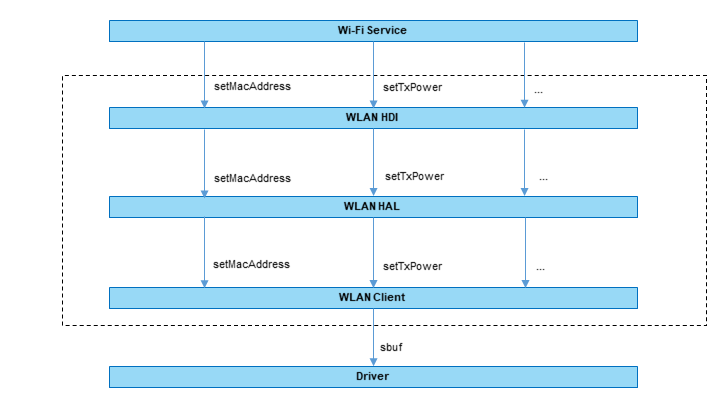 Wi-Fi Service
setMacAddress
setTxPower
...
WLAN HDI
setMacAddress
setTxPower
...
WLAN HAL
setMacAddress
setTxPower
...
WLAN Client
sbuf
Driver